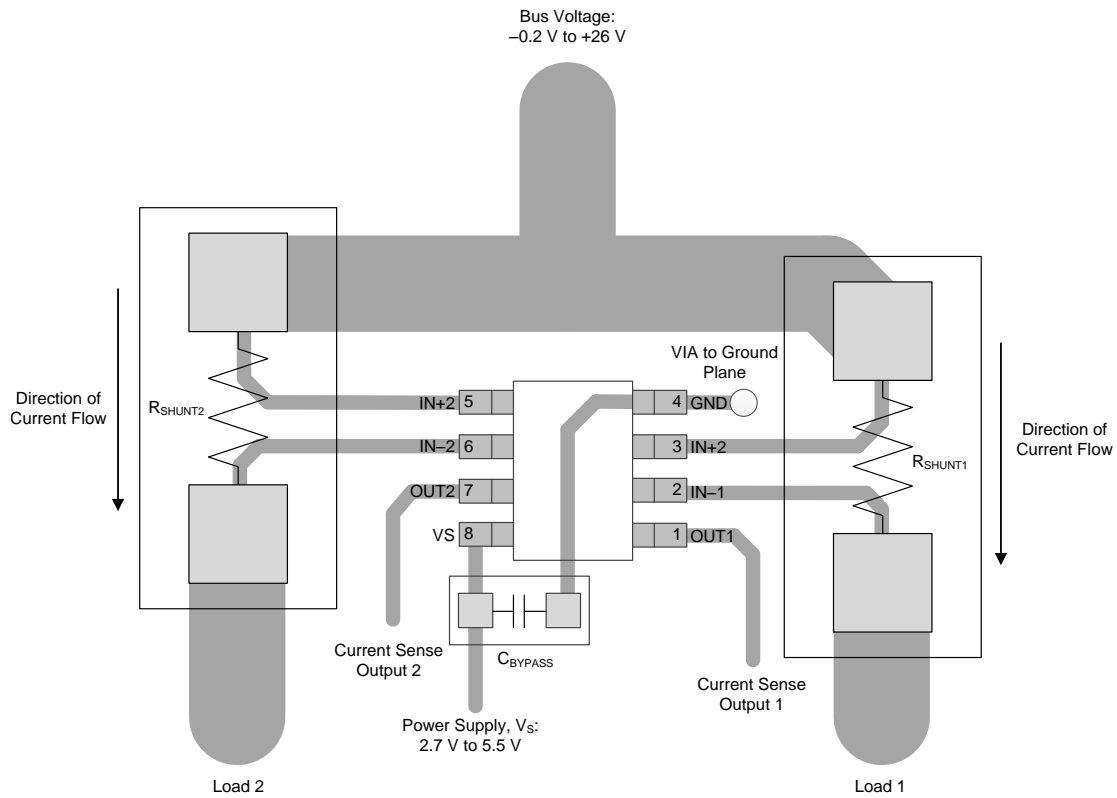 Bus Voltage:
–0.2 V to +26 V
VIA to Ground
Plane
Direction of
Current Flow
RSHUNT2
IN+2 5
4 GND
IN–2 6
3 IN+2
Direction of
Current Flow
RSHUNT1
OUT2 7
2 IN–1
VS 8
1 OUT1
CBYPASS
Current Sense
Output 2
Current Sense
Output 1
Power Supply, VS:
2.7 V to 5.5 V
Load 2
Load 1